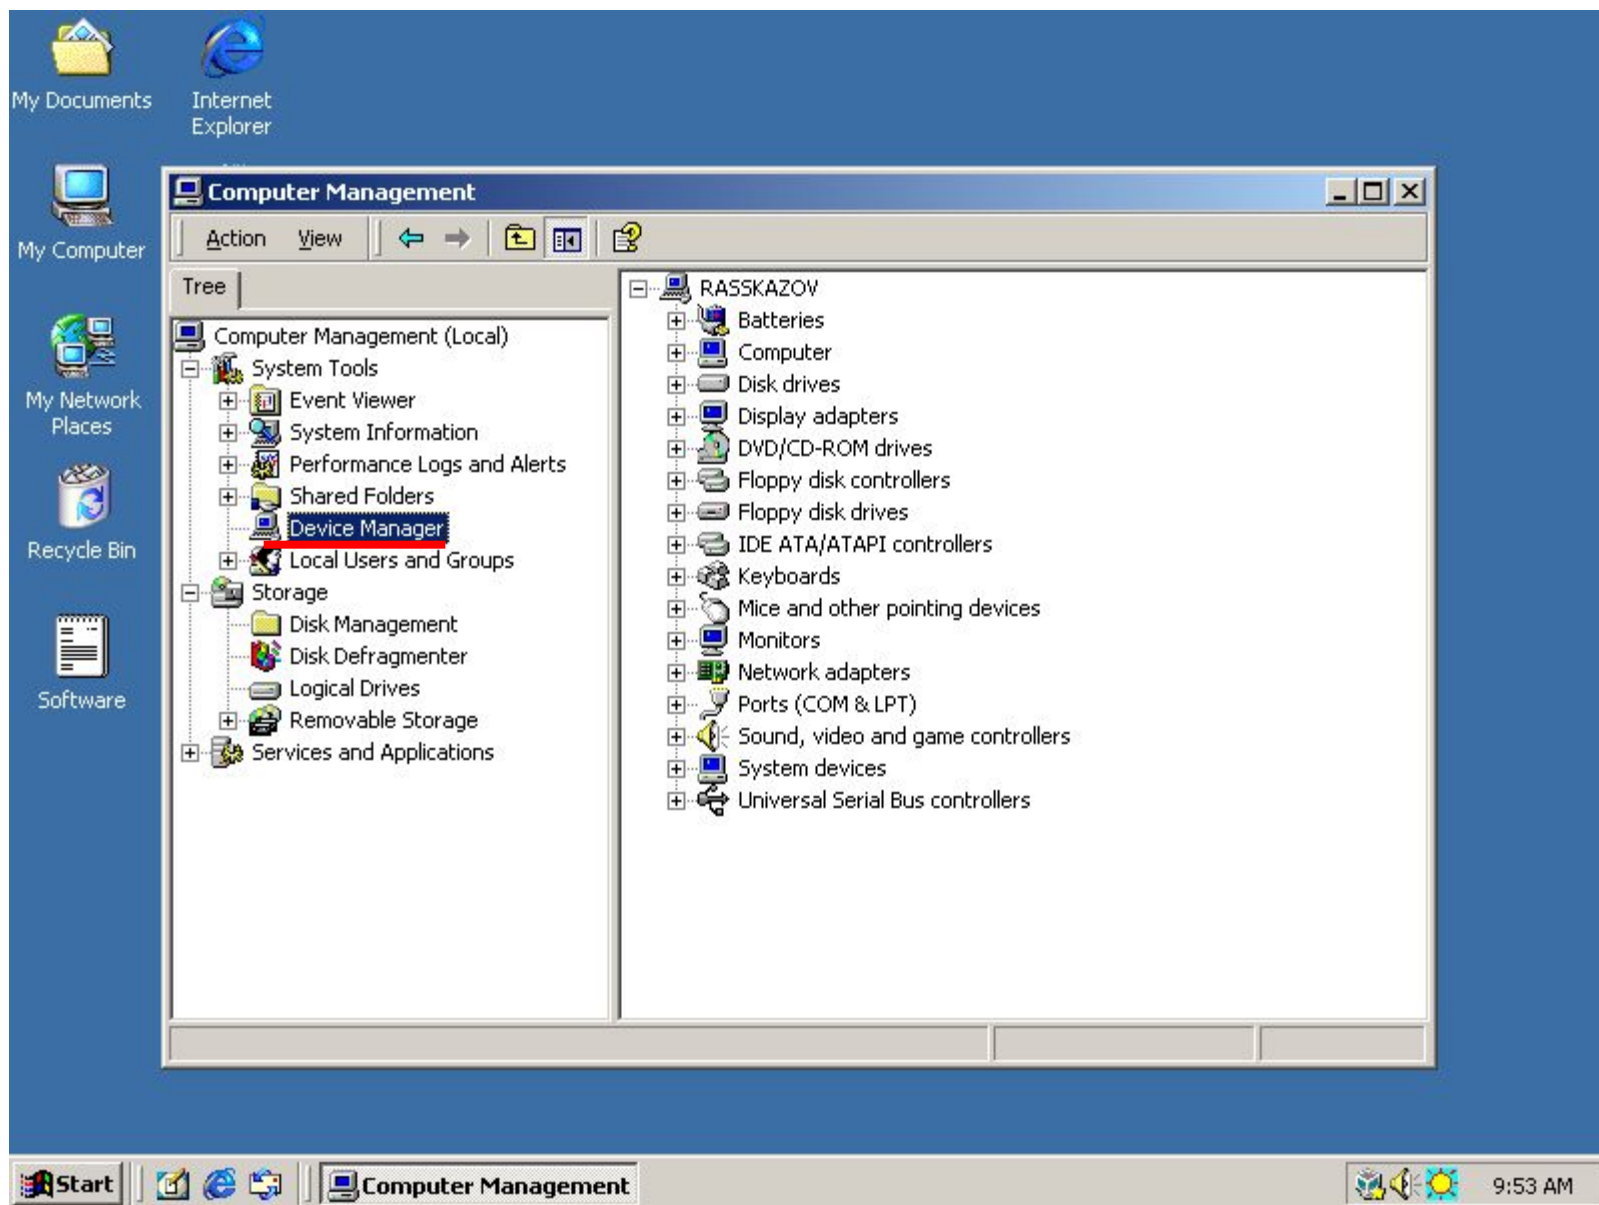 My Documents
Internet
Explorer
My Computer
My Network
Places
Recycle Bin
Software
Computer Management
Action View
Tree
Computer Management (Local)
System Tools
Event Viewer
System Information
Performance Logs and Alerts
Shared Folders
Device Manager
Local Users and Groups
Storage
Disk Management
Disk Defragmenter
Logical Drives
Removable Storage
Services and Applications
RASSKAZOV
Batteries
Computer
Disk drives
Display adapters
DVD/CD-ROM drives
Floppy disk controllers
Floppy disk drives
IDE ATA/ATAPI controllers
Keyboards
Mice and other pointing devices
Monitors
Network adapters
Ports (COM & LPT)
Sound, video and game controllers
System devices
Universal Serial Bus controllers
Start
Computer Management
9:53 AM